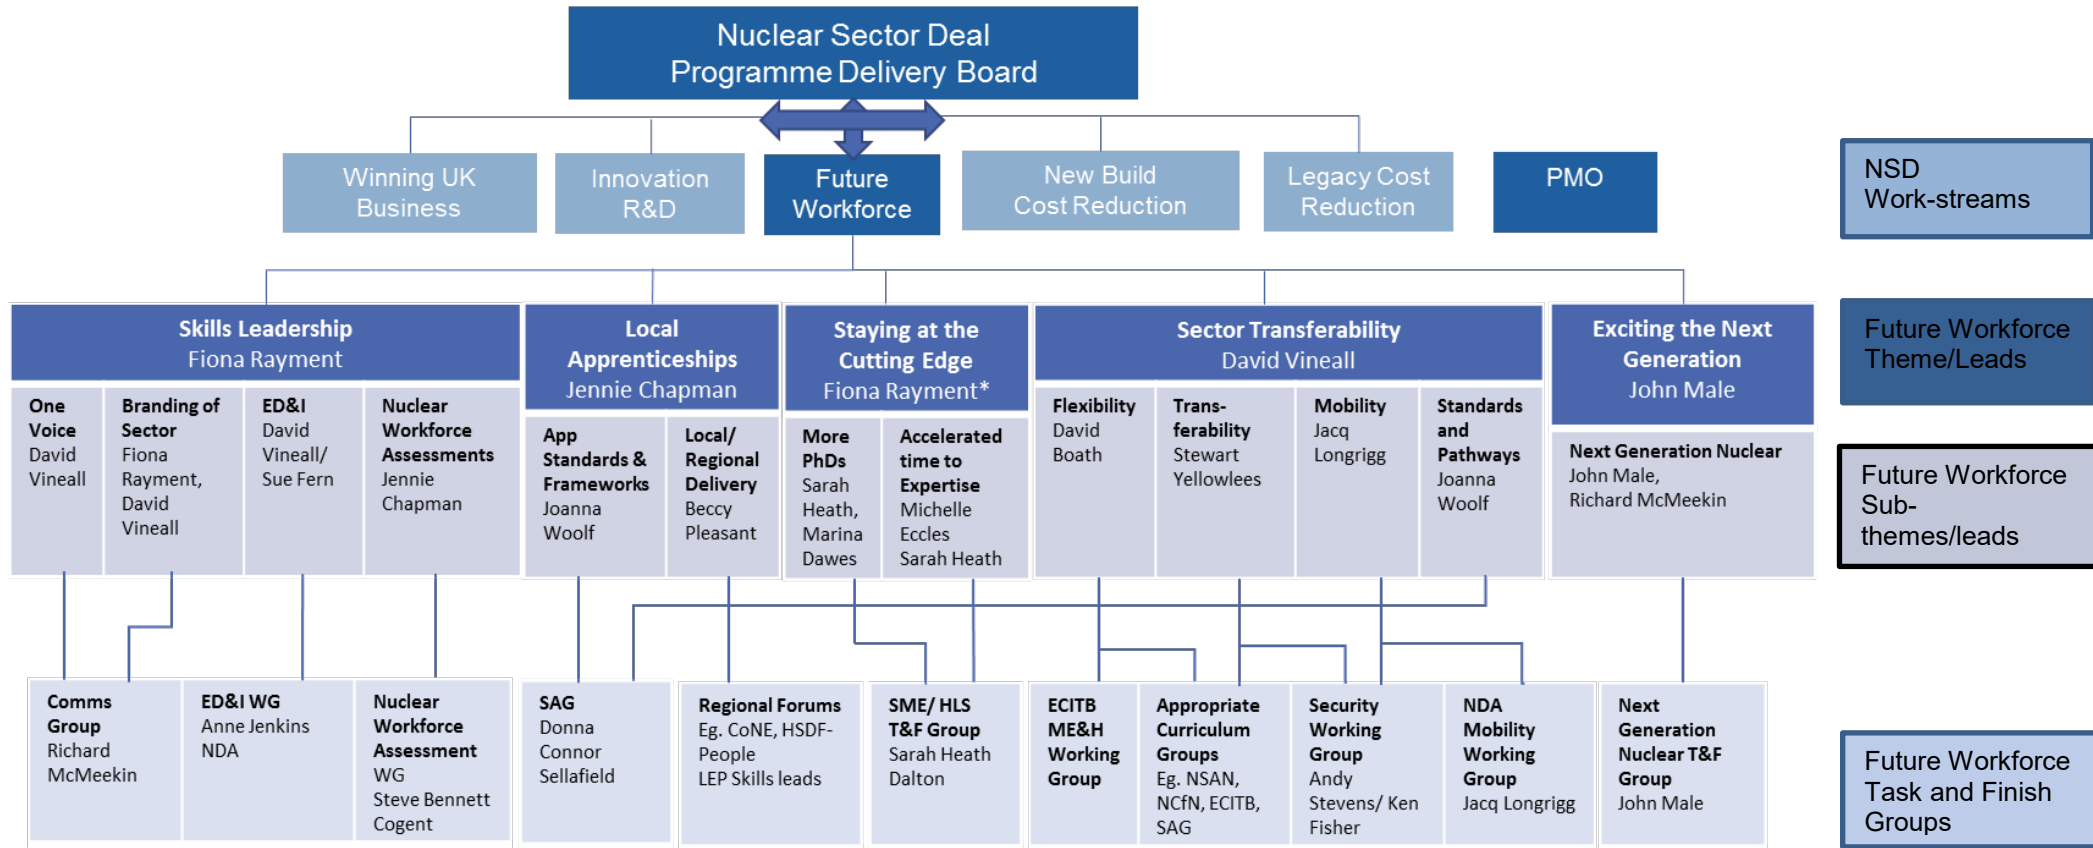 Nuclear Sector Deal
Programme Delivery Board
Winning UK
Business
Innovation
R&D
Future
Workforce
New Build
Cost Reduction
Legacy Cost
Reduction
PMO
NSD
Work-streams
Skills Leadership
Fiona Rayment
Local
Apprenticeships
Jennie Chapman
Staying at the
Cutting Edge
Fiona Rayment*
Sector Transferability
David Vineall
Exciting the Next
Generation
John Male
Future Workforce
Theme/Leads
One
Voice
David
Vineall
Branding of
Sector
Fiona
Rayment,
David
Vineall
ED&I
David
Vineall/
Sue Fern
Nuclear
Workforce
Assessments
Jennie
Chapman
App
Standards &
Frameworks
Joanna
Woolf
Local/
Regional
Delivery
Beccy
Pleasant
More
PhDs
Sarah
Heath,
Marina
Dawes
Accelerated
time to
Expertise
Michelle
Eccles
Sarah Heath
Flexibility
David
Boath
Trans-
ferability
Stewart
Yellowlees
Mobility
Jacq
Longrigg
Standards
and
Pathways
Joanna
Woolf
Next Generation Nuclear
John Male,
Richard McMeekin
Future Workforce
Sub-
themes/leads
Comms
Group
Richard
McMeekin
ED&I WG
Anne Jenkins
NDA
Nuclear
Workforce
Assessment
WG
Steve Bennett
Cogent
SAG
Donna
Connor
Sellafield
Regional Forums
Eg. CoNE, HSDF-
People
LEP Skills leads
SME/ HLS
T&F Group
Sarah Heath
Dalton
ECITB
ME&H
Working
Group
Appropriate
Curriculum
Groups
Eg. NSAN,
NCfN, ECITB,
SAG
Security
Working
Group
Andy
Stevens/ Ken
Fisher
NDA
Mobility
Working
Group
Jacq Longrigg
Next
Generation
Nuclear T&F
Group
John Male
Future Workforce
Task and Finish
Groups